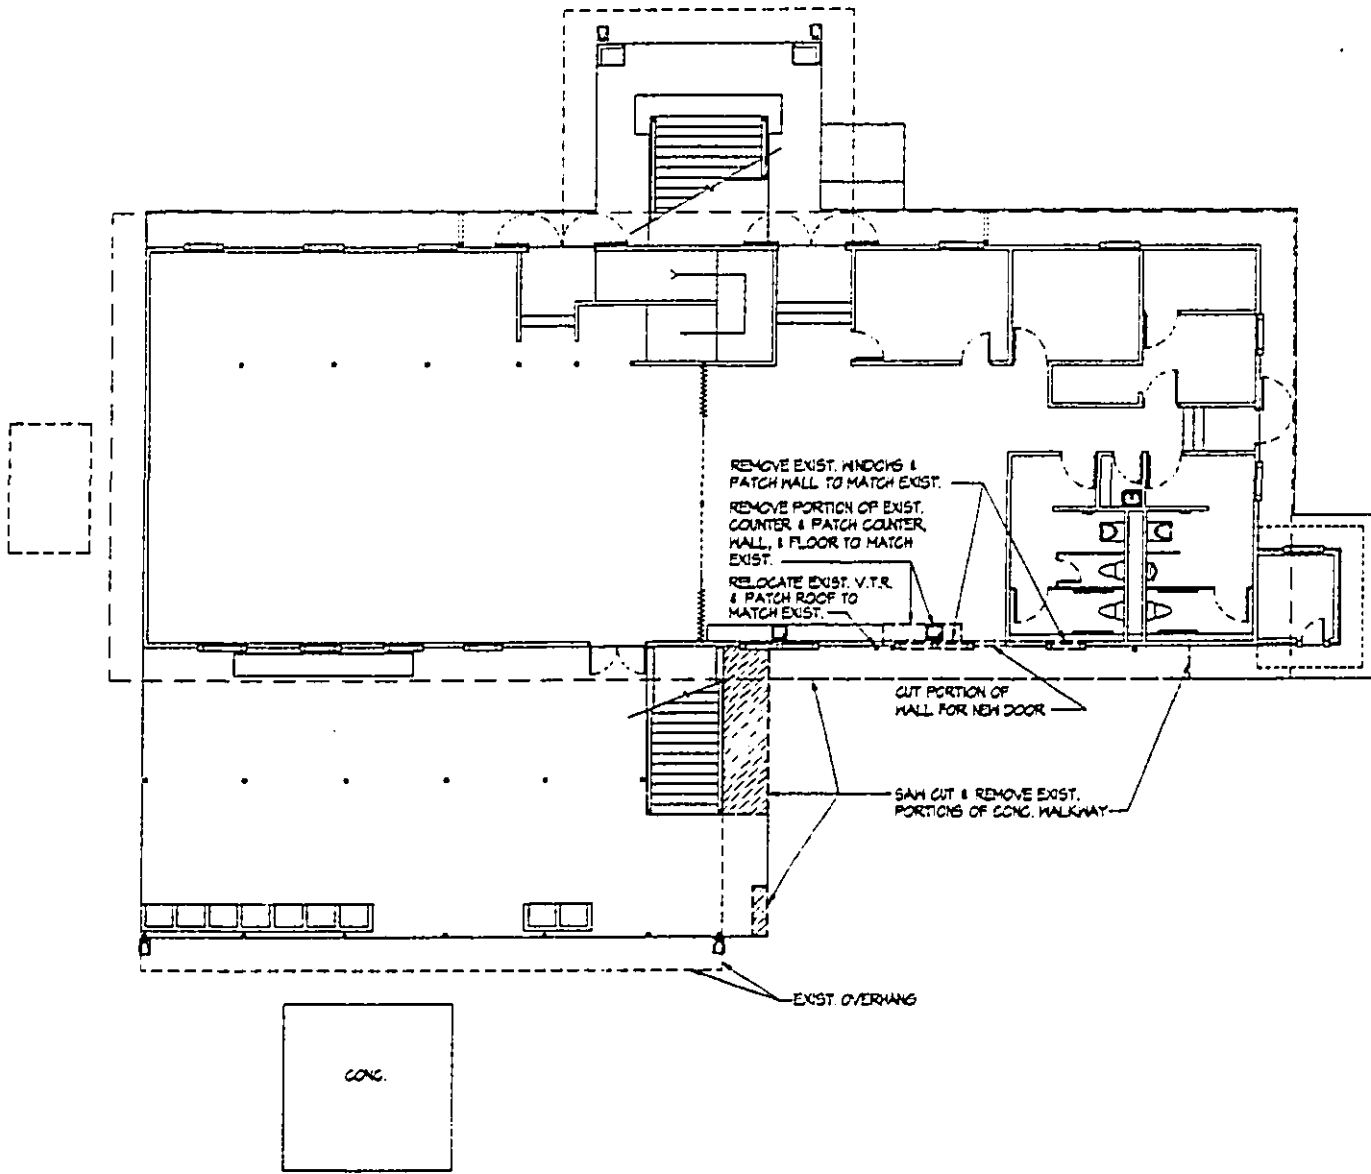 REMOVE EXIST. WINDOWS &
PATCH WALL TO MATCH EXIST.
REMOVE PORTION OF EXIST.
COUNTER & PATCH COUNTER,
WALL, & FLOOR TO MATCH
EXIST.
RELOCATE EXIST. V.T.R.
& PATCH ROOF TO
MATCH EXIST.
CUT PORTION OF
WALL FOR NEW DOOR
SAW CUT & REMOVE EXIST.
PORTIONS OF CONC. WALKWAY
EXIST. OVERHANG
CONC.